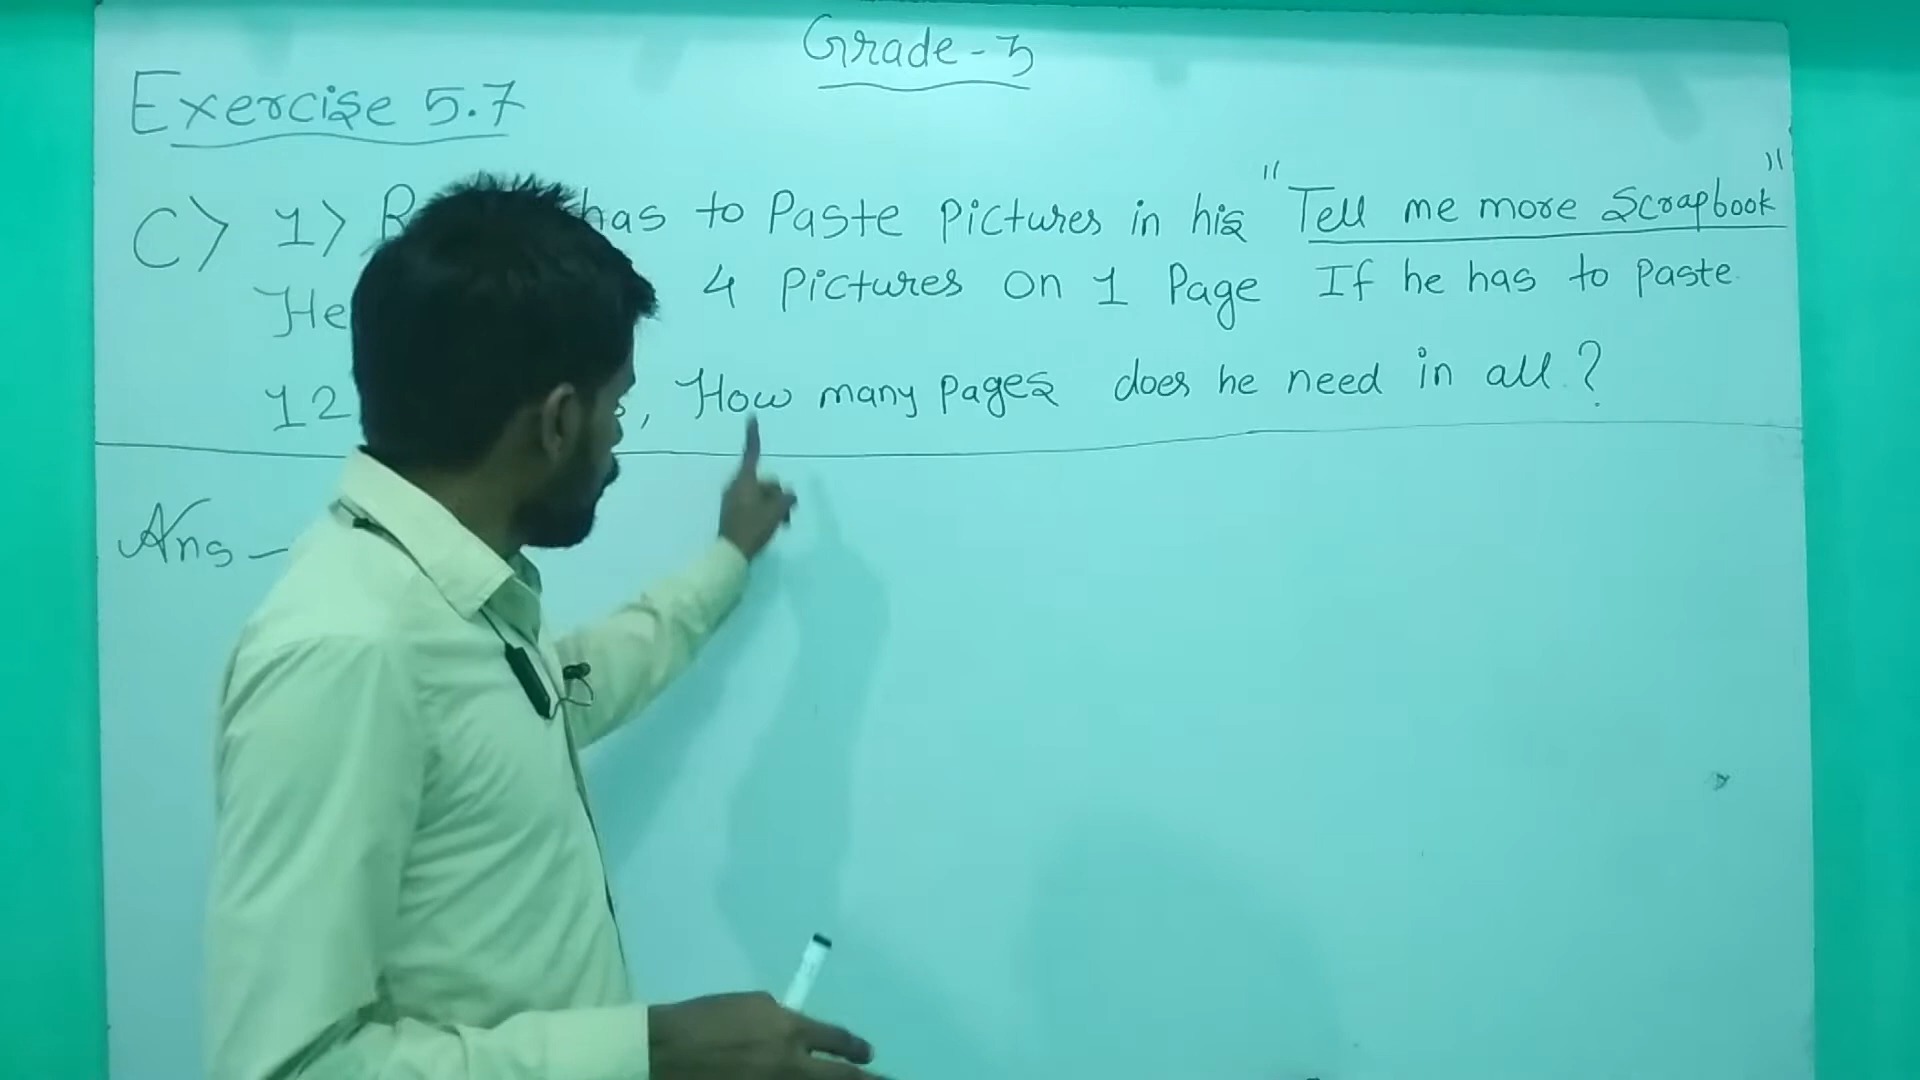 Grade-3
Exercise 5.7
C) 1) has to Paste pictures in his "Tell me more Scrapbook"
He 4 pictures on 1 Page If he has to paste
12 , How many pages does he need in all ?
Ans -